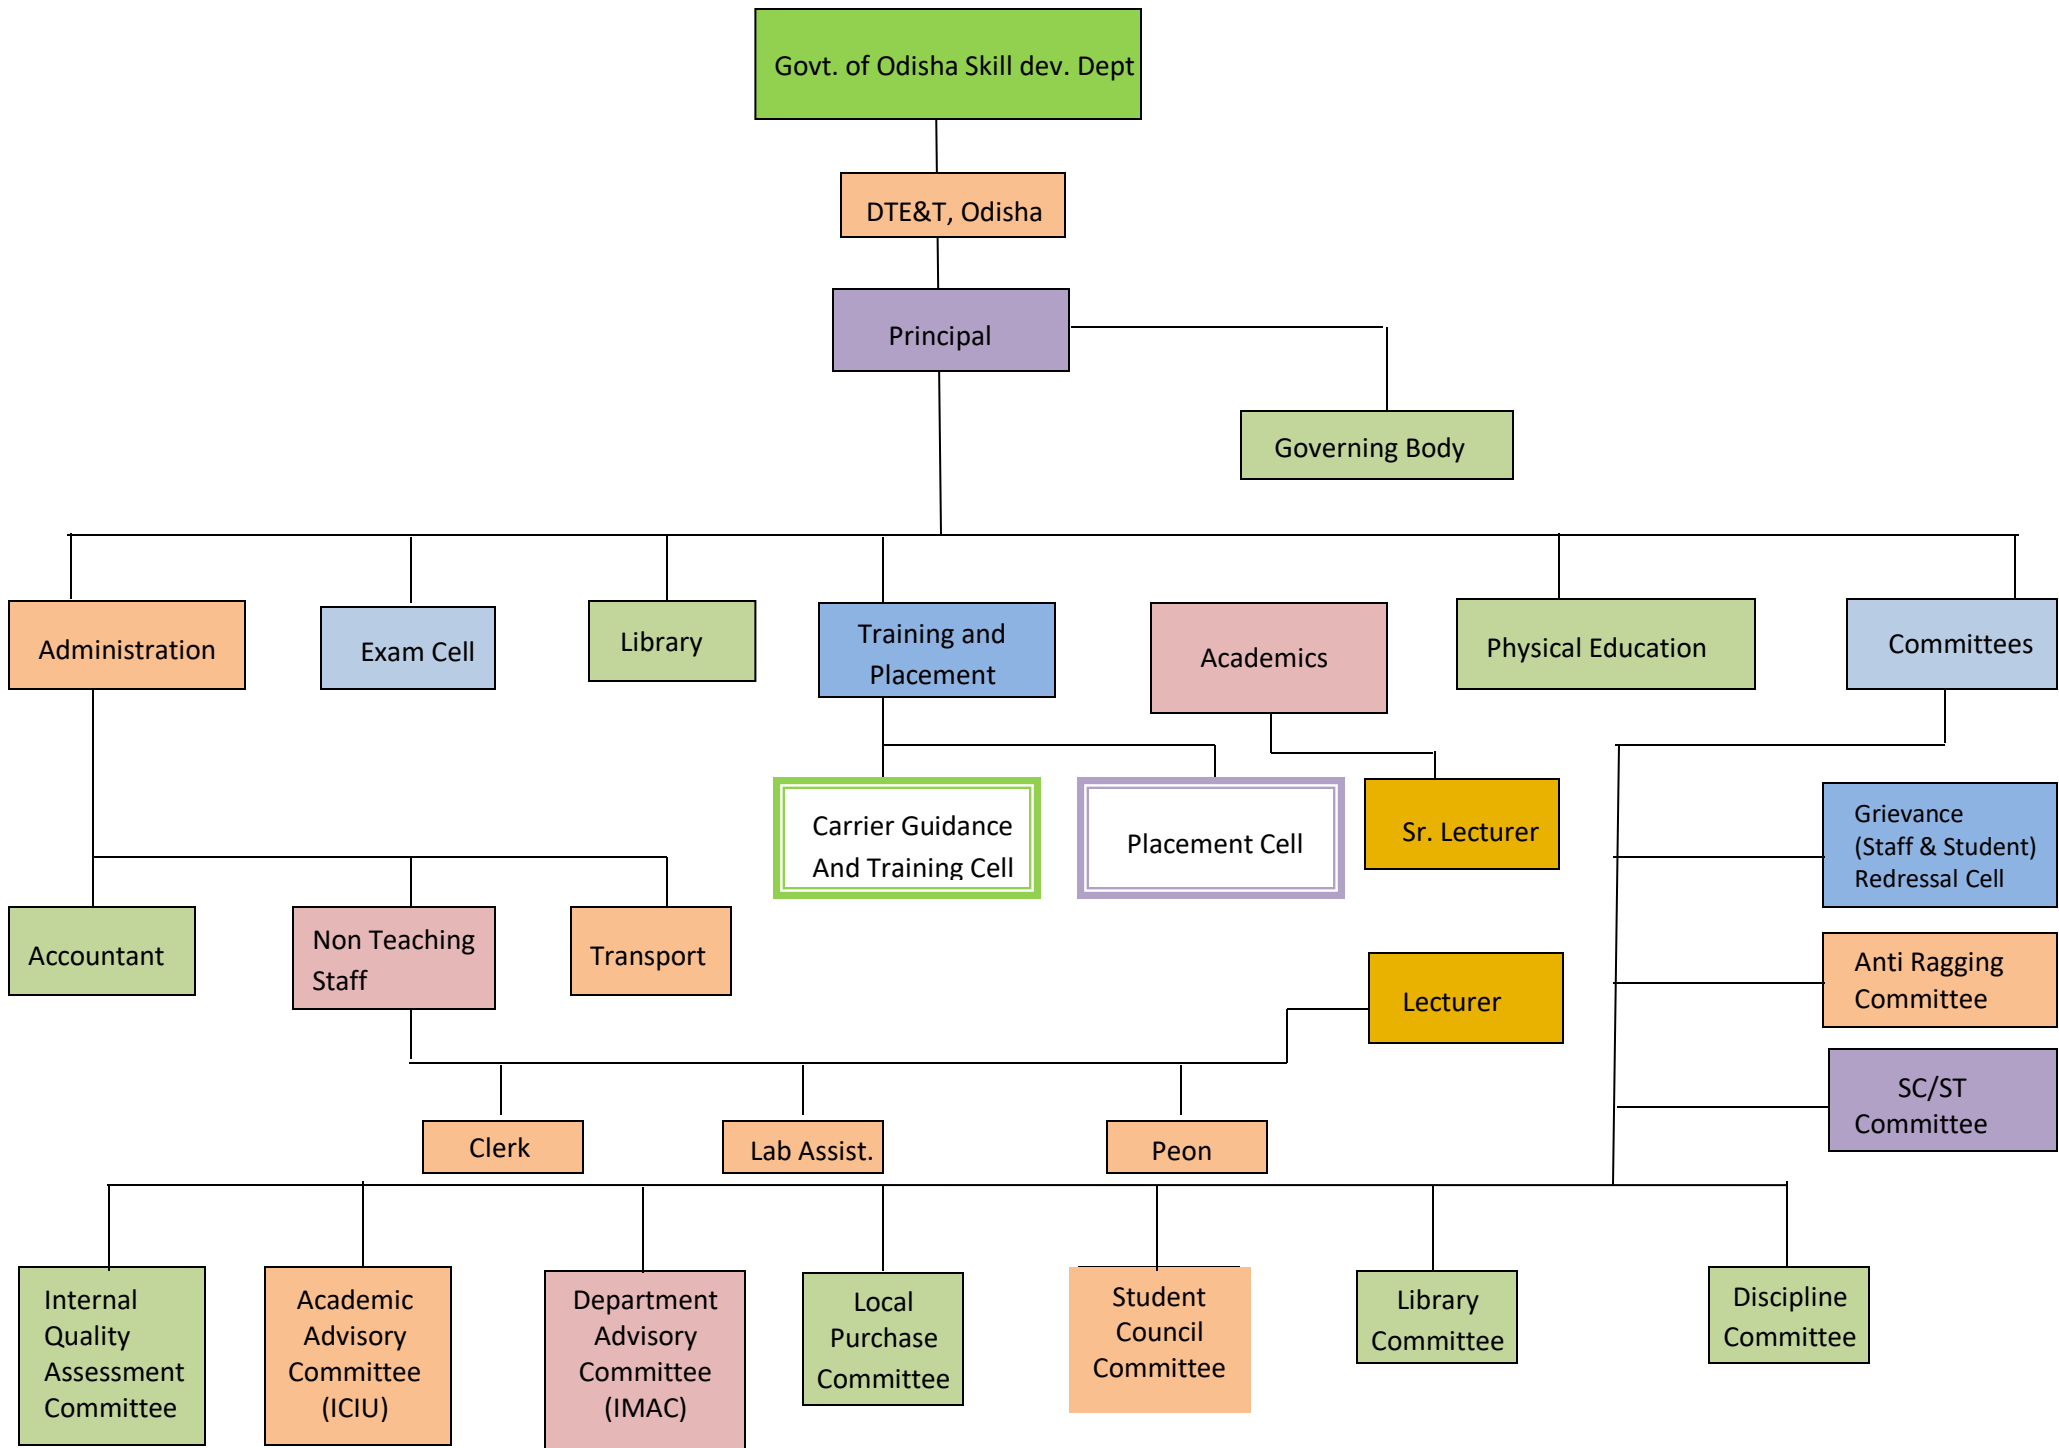 Govt. of Odisha Skill dev. Dept
DTE&T, Odisha
Principal
Governing Body
Administration
Exam Cell
Library
Training and
Placement
Academics
Physical Education
Committees
Carrier Guidance
And Training Cell
Placement Cell
Sr. Lecturer
Grievance
(Staff & Student)
Redressal Cell
Accountant
Non Teaching
Staff
Transport
Lecturer
Anti Ragging
Committee
SC/ST
Committee
Clerk
Lab Assist.
Peon
Internal
Quality
Assessment
Committee
Academic
Advisory
Committee
(ICIU)
Department
Advisory
Committee
(IMAC)
Local
Purchase
Committee
Student
Council
Committee
Library
Committee
Discipline
Committee